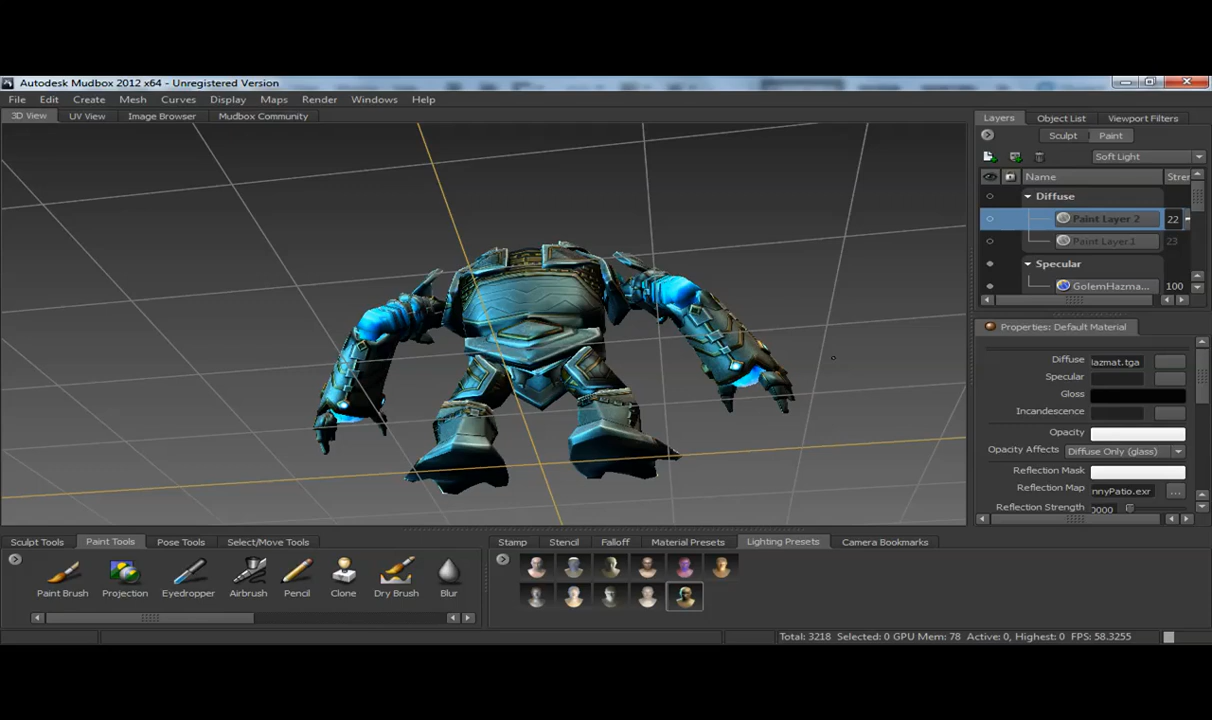 Autodesk Mudbox 2012 x64 - Unregistered Version
File Edit Create Mesh Curves Display Maps Render Windows Help
3D View UV View Image Browser Mudbox Community
Layers Object List Viewport Filters
Sculpt Paint
Soft Light
Name Stren
Diffuse
Paint Layer 2 22
Paint Layer 1 23
Specular
GolemHazma... 100
Properties: Default Material
Diffuse Hazmat.tga
Specular
Gloss
Incandescence
Opacity
Opacity Affects Diffuse Only (glass)
Reflection Mask
Reflection Map nnyPatio.exr ...
Reflection Strength 0000
Sculpt Tools Paint Tools Pose Tools Select/Move Tools
Paint Brush Projection Eyedropper Airbrush Pencil Clone Dry Brush Blur
Stamp Stencil Falloff Material Presets Lighting Presets Camera Bookmarks
Total: 3218 Selected: 0 GPU Mem: 78 Active: 0, Highest: 0 FPS: 58.3255